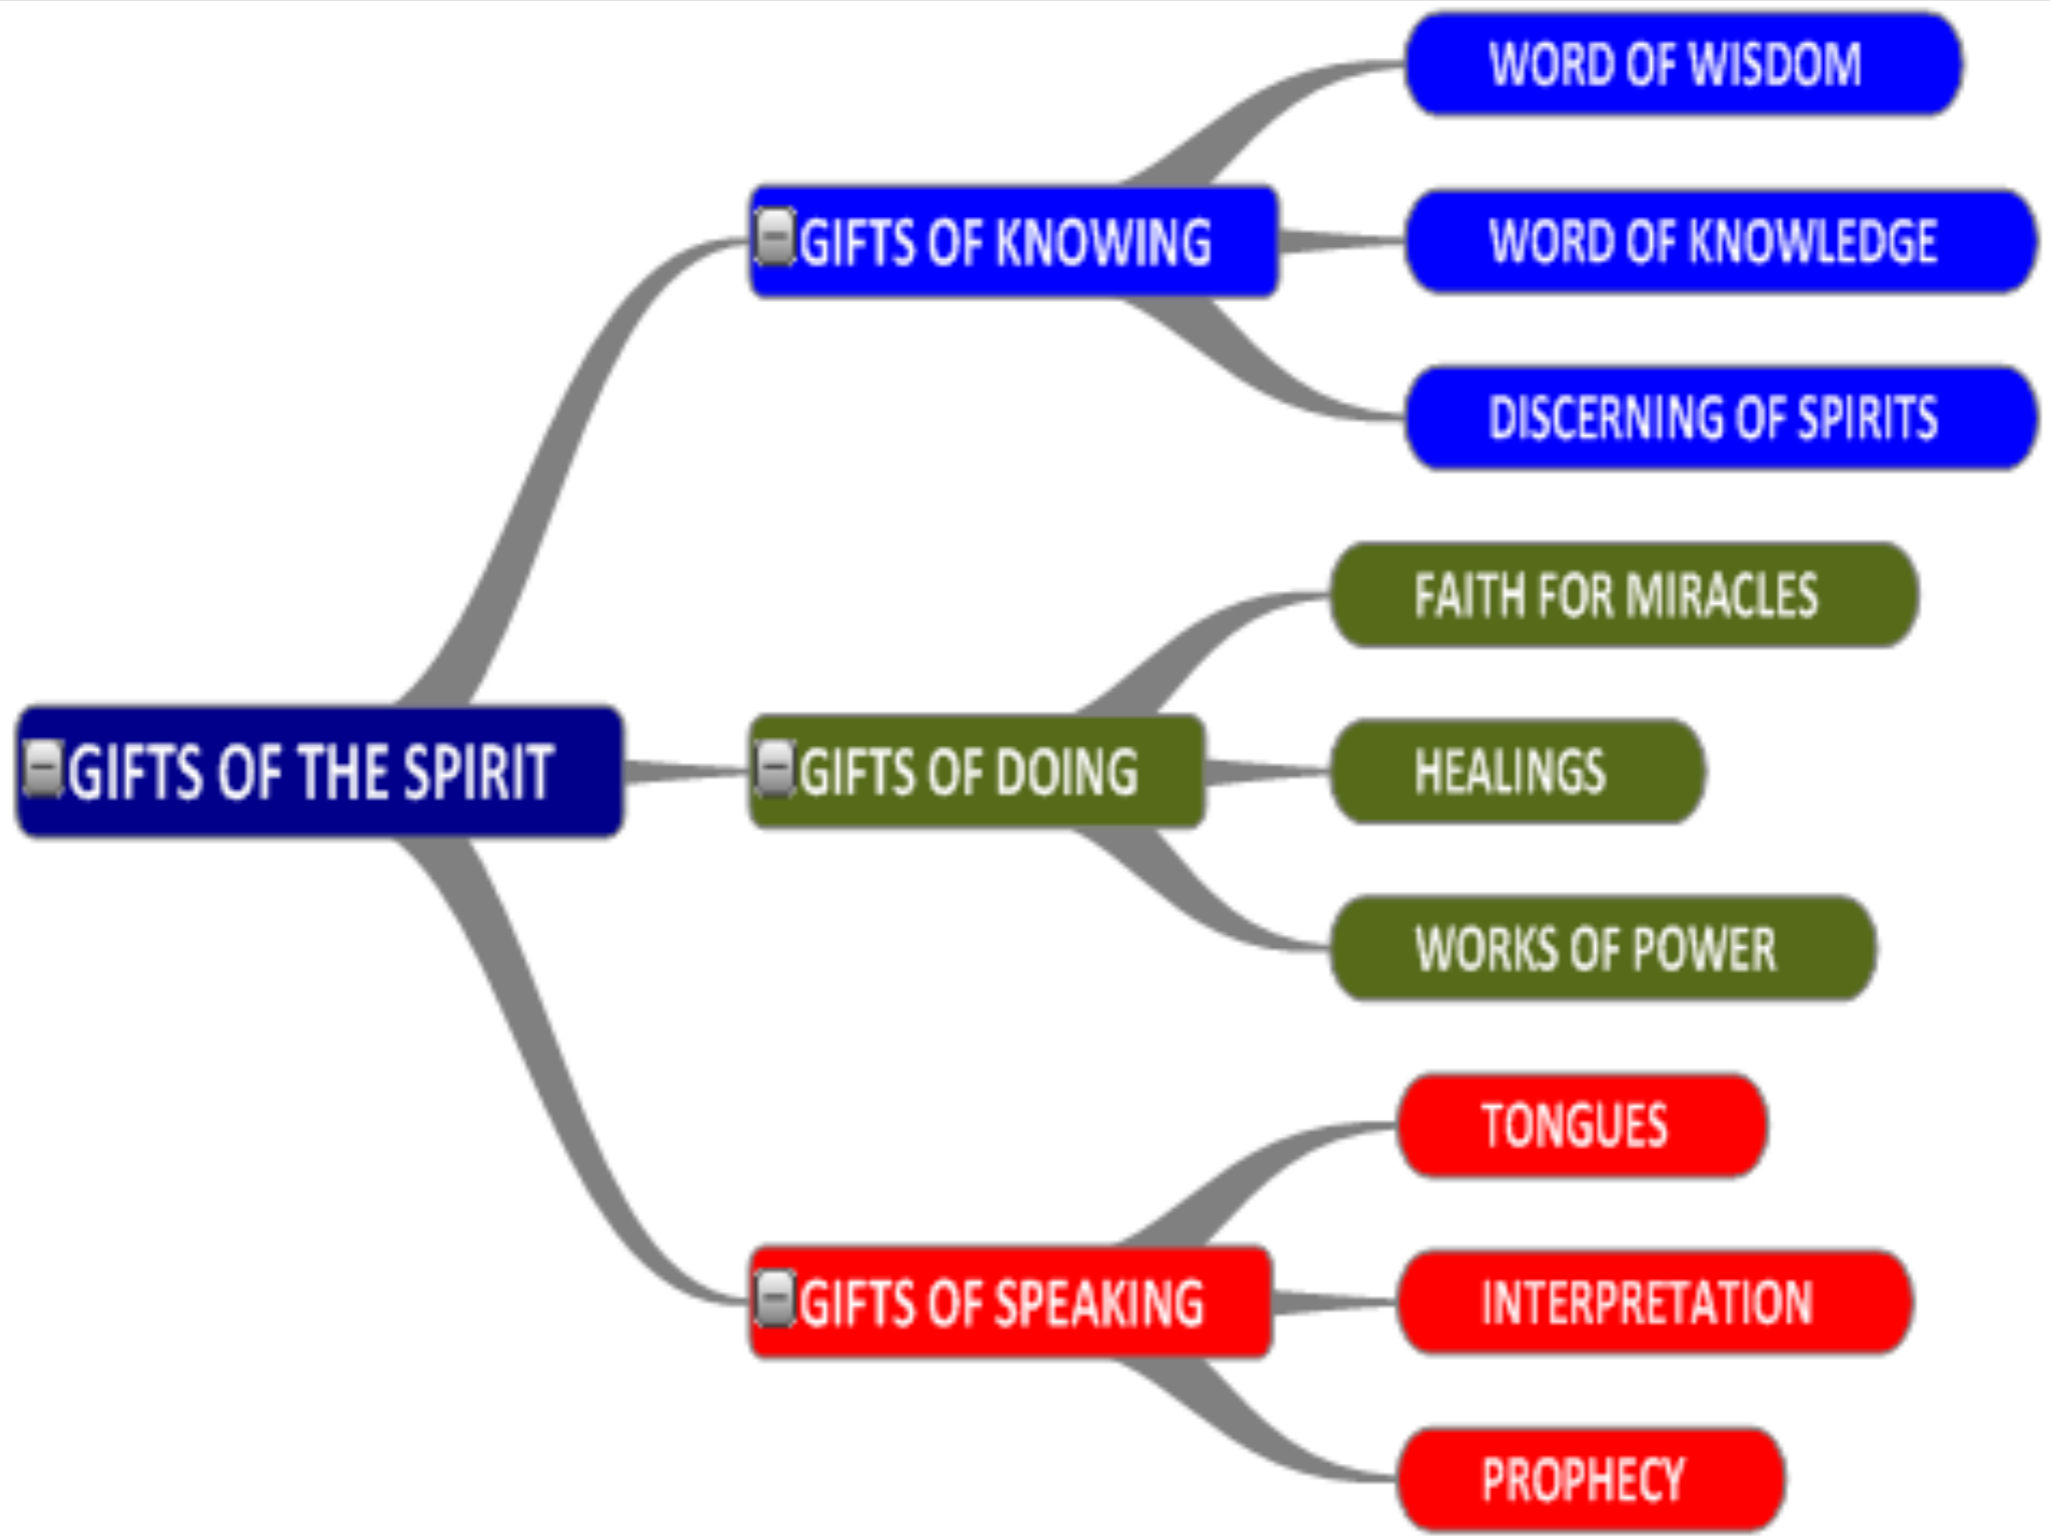 WORD OF WISDOM
GIFTS OF KNOWING
WORD OF KNOWLEDGE
DISCERNING OF SPIRITS
FAITH FOR MIRACLES
GIFTS OF THE SPIRIT
GIFTS OF DOING
HEALINGS
WORKS OF POWER
TONGUES
GIFTS OF SPEAKING
INTERPRETATION
PROPHECY